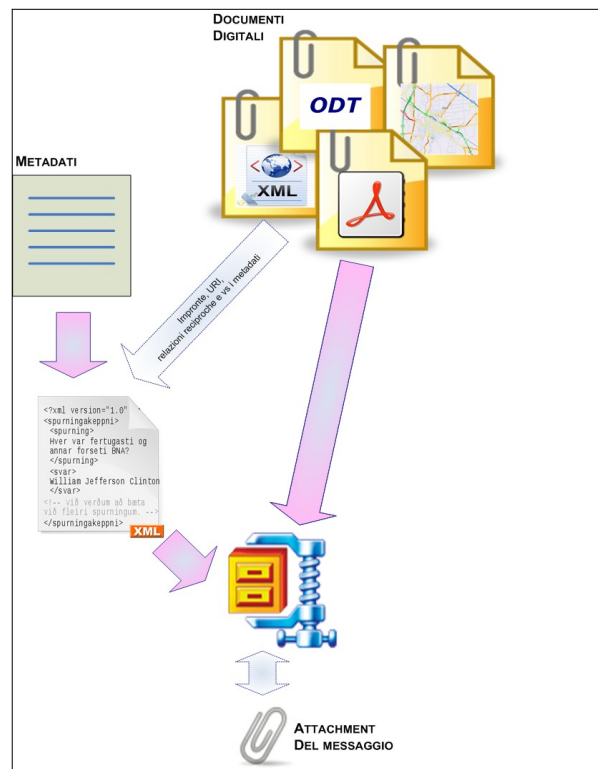 DOCUMENTI
DIGITALI
ODT
< >
XML
METADATI
Impronte, URI,
relazioni reciproche e vs i metadati
<?xml version="1.0"
<spurningakeppni>
<spurning>
Hver var fertugasti og
annar forseti BNA?
</spurning>
<svar>
William Jefferson Clinton
</svar>
<!-- við verðum að bæta
við fleiri spurningum. -->
</spurningakeppni>
XML
ATTACHMENT
DEL MESSAGGIO